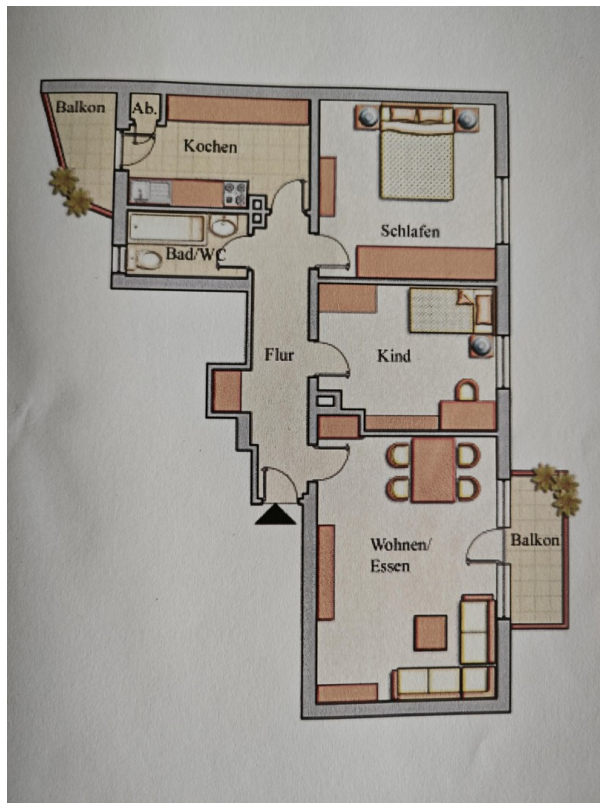 Balkon
Ab.
Kochen
Schlafen
Bad/WC
Flur
Kind
Wohnen/
Essen
Balkon